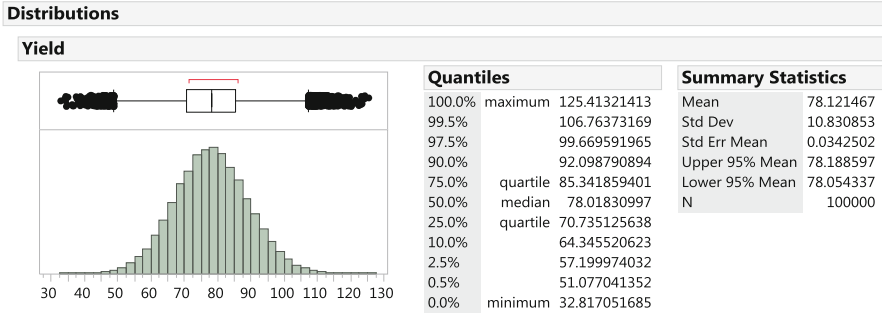 Distributions
Yield
30 40 50 60 70 80 90 100 110 120 130
Quantiles
100.0% maximum 125.41321413
99.5% 106.76373169
97.5% 99.669591965
90.0% 92.098790894
75.0% quartile 85.341859401
50.0% median 78.01830997
25.0% quartile 70.735125638
10.0% 64.345520623
2.5% 57.199974032
0.5% 51.077041352
0.0% minimum 32.817051685
Summary Statistics
Mean 78.121467
Std Dev 10.830853
Std Err Mean 0.0342502
Upper 95% Mean 78.188597
Lower 95% Mean 78.054337
N 100000